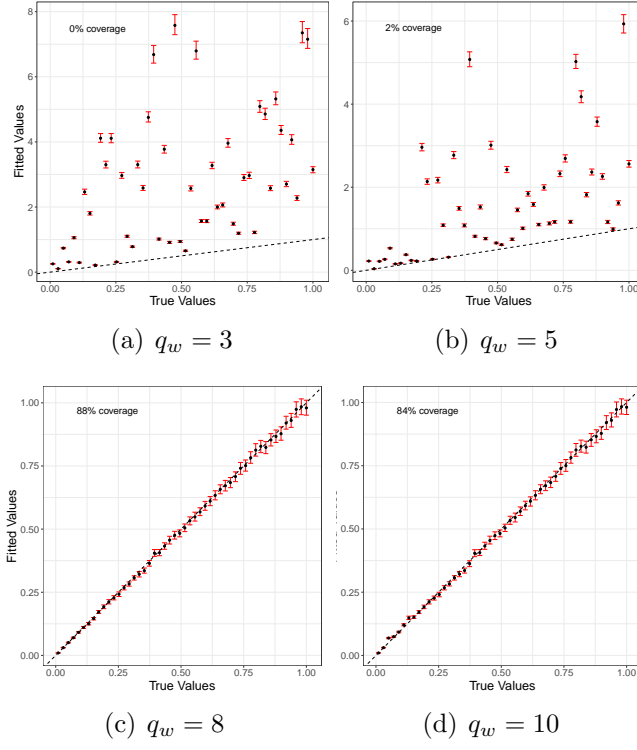 0% coverage
Fitted Values
8
6
4
2
0
0.00 0.25 0.50 0.75 1.00
True Values
(a) q_w = 3
2% coverage
6
4
2
0
0.00 0.25 0.50 0.75 1.00
True Values
(b) q_w = 5
88% coverage
Fitted Values
1.00
0.75
0.50
0.25
0.00
0.00 0.25 0.50 0.75 1.00
True Values
(c) q_w = 8
84% coverage
Fitted Values
1.00
0.75
0.50
0.25
0.00
0.00 0.25 0.50 0.75 1.00
True Values
(d) q_w = 10